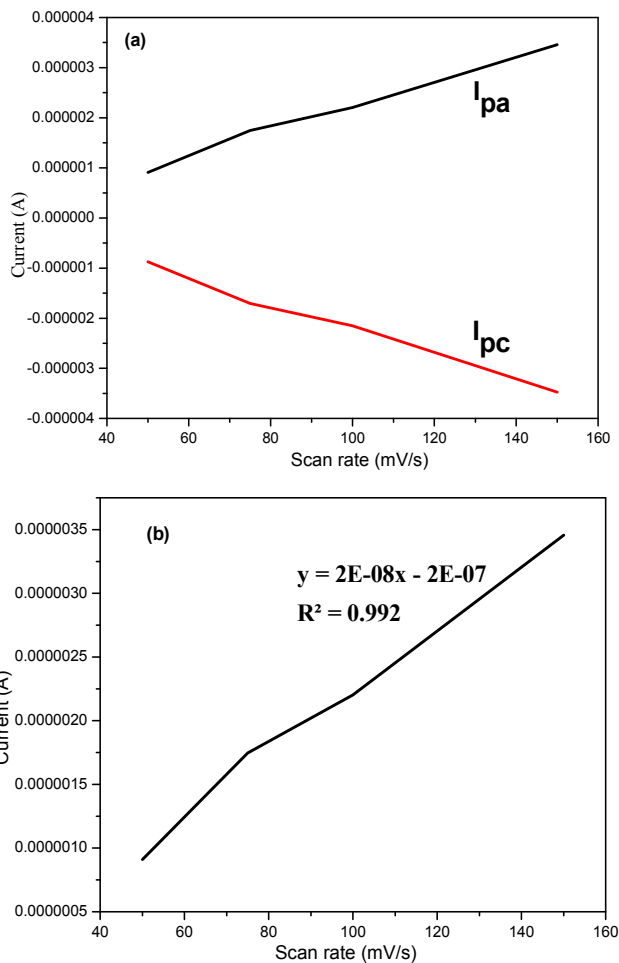 (a)
0.000004
0.000003
0.000002
0.000001
0.000000
-0.000001
-0.000002
-0.000003
-0.000004
Current (A)
Ipa
Ipc
40 60 80 100 120 140 160
Scan rate (mV/s)
(b)
0.0000035
0.0000030
0.0000025
0.0000020
0.0000015
0.0000010
0.0000005
Current (A)
y = 2E-08x - 2E-07
R² = 0.992
40 60 80 100 120 140 160
Scan rate (mV/s)